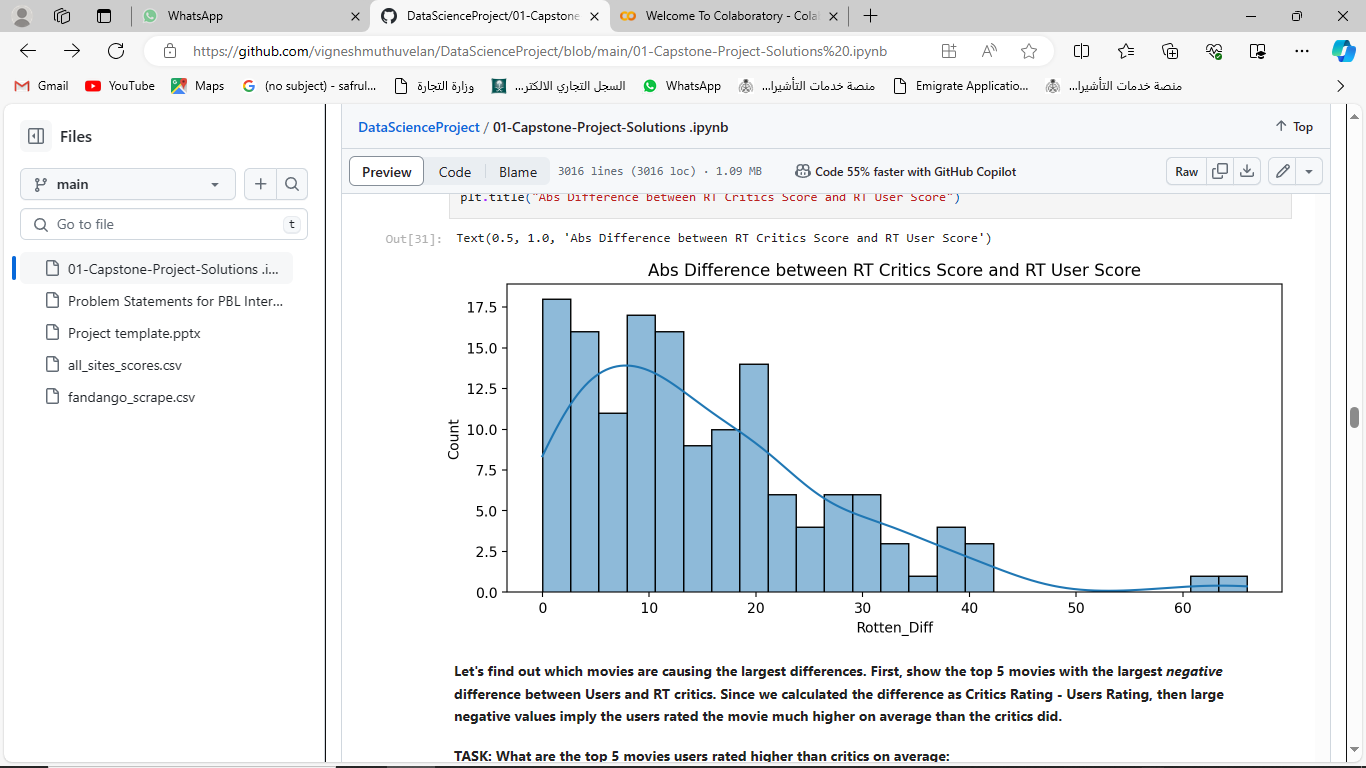 WhatsApp
DataScienceProject/01-Capstone-
Welcome To Colaboratory - Cola
https://github.com/vigneshmuthuvelan/DataScienceProject/blob/main/01-Capstone-Project-Solutions%20.ipynb
Gmail
YouTube
Maps
(no subject) - saful...
وزارة التجارة
السجل التجاري الالكتر...
WhatsApp
منصة خدمات التأشيرا...
Emigrate Applicatio...
منصة خدمات التأشيرا...
Files
main
Go to file
t
01-Capstone-Project-Solutions .i...
Problem Statements for PBL Inter...
Project template.pptx
all_sites_scores.csv
fandango_scrape.csv
DataScienceProject / 01-Capstone-Project-Solutions .ipynb
Top
Preview
Code
Blame
3016 lines (3016 loc) · 1.09 MB
Code 55% faster with GitHub Copilot
Raw
plt.title("Abs Difference between RT Critics Score and RT User Score")
Out[31]:
Text(0.5, 1.0, 'Abs Difference between RT Critics Score and RT User Score')
Abs Difference between RT Critics Score and RT User Score
17.5
15.0
12.5
10.0
7.5
5.0
2.5
0.0
Count
0 10 20 30 40 50 60
Rotten_Diff
Let's find out which movies are causing the largest differences. First, show the top 5 movies with the largest negative
difference between Users and RT critics. Since we calculated the difference as Critics Rating - Users Rating, then large
negative values imply the users rated the movie much higher on average than the critics did.
TASK: What are the top 5 movies users rated higher than critics on average: